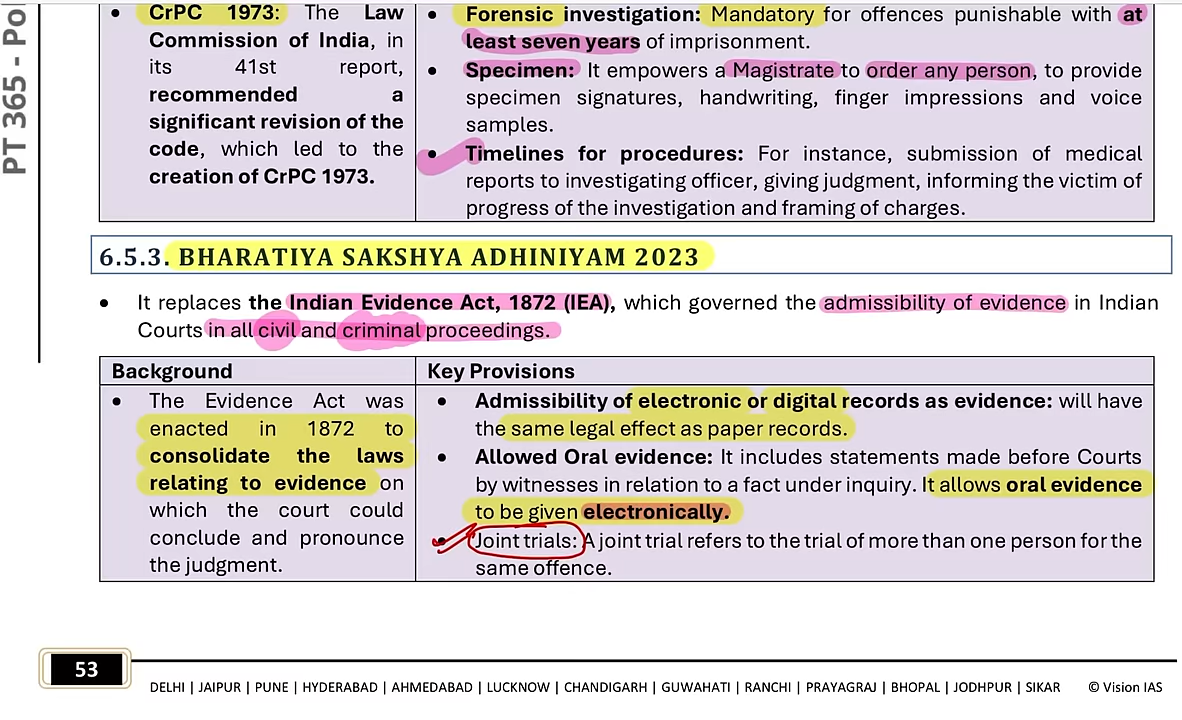 PT 365 - Po
• CrPC 1973: The Law
Commission of India, in
its 41st report,
recommended a
significant revision of the
code, which led to the
creation of CrPC 1973.
• Forensic investigation: Mandatory for offences punishable with at
least seven years of imprisonment.
• Specimen: It empowers a Magistrate to order any person, to provide
specimen signatures, handwriting, finger impressions and voice
samples.
• Timelines for procedures: For instance, submission of medical
reports to investigating officer, giving judgment, informing the victim of
progress of the investigation and framing of charges.
6.5.3. BHARATIYA SAKSHYA ADHINIYAM 2023
• It replaces the Indian Evidence Act, 1872 (IEA), which governed the admissibility of evidence in Indian
Courts in all civil and criminal proceedings.
Background
• The Evidence Act was
enacted in 1872 to
consolidate the laws
relating to evidence on
which the court could
conclude and pronounce
the judgment.
Key Provisions
• Admissibility of electronic or digital records as evidence: will have
the same legal effect as paper records.
• Allowed Oral evidence: It includes statements made before Courts
by witnesses in relation to a fact under inquiry. It allows oral evidence
to be given electronically.
• Joint trials: A joint trial refers to the trial of more than one person for the
same offence.
53
DELHI | JAIPUR | PUNE | HYDERABAD | AHMEDABAD | LUCKNOW | CHANDIGARH | GUWAHATI | RANCHI | PRAYAGRAJ | BHOPAL | JODHPUR | SIKAR © Vision IAS